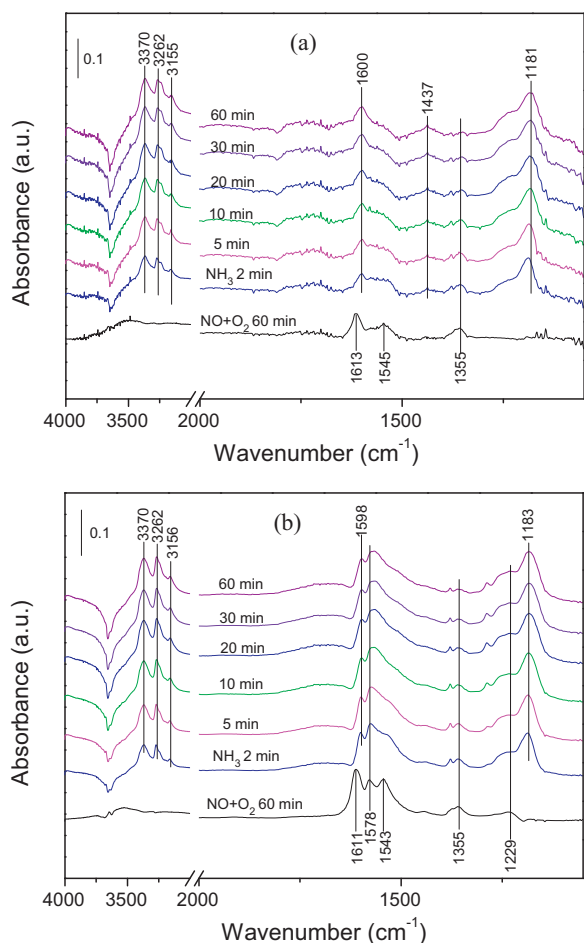 (a)
0.1
3370
3262
3155
1600
1437
1181
60 min
30 min
20 min
10 min
5 min
NH3 2 min
NO+O2 60 min
1613
1545
1355
Absorbance (a.u.)
4000 3500 2000 1500
Wavenumber (cm-1)
(b)
0.1
3370
3262
3156
1598
1183
60 min
30 min
20 min
10 min
5 min
NH3 2 min
NO+O2 60 min
1611
1578
1543
1355
1229
Absorbance (a.u.)
4000 3500 2000 1500
Wavenumber (cm-1)